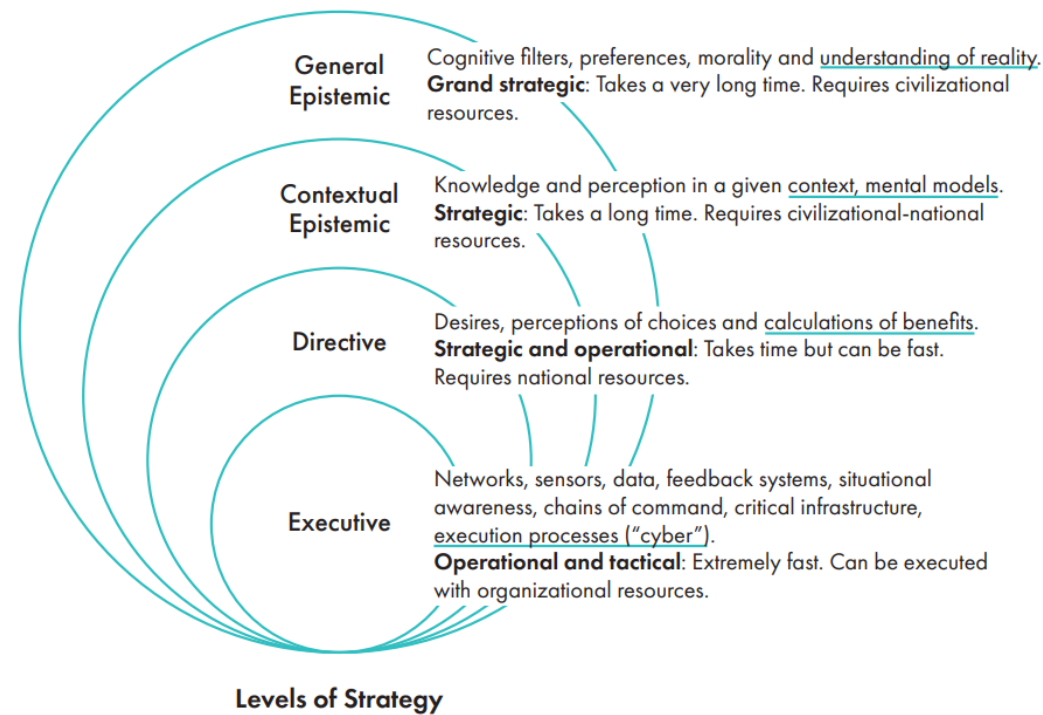 General
Epistemic
Cognitive filters, preferences, morality and understanding of reality.
Grand strategic: Takes a very long time. Requires civilizational
resources.
Contextual
Epistemic
Knowledge and perception in a given context, mental models.
Strategic: Takes a long time. Requires civilizational-national
resources.
Directive
Desires, perceptions of choices and calculations of benefits.
Strategic and operational: Takes time but can be fast.
Requires national resources.
Executive
Networks, sensors, data, feedback systems, situational
awareness, chains of command, critical infrastructure,
execution processes (“cyber”).
Operational and tactical: Extremely fast. Can be executed
with organizational resources.
Levels of Strategy